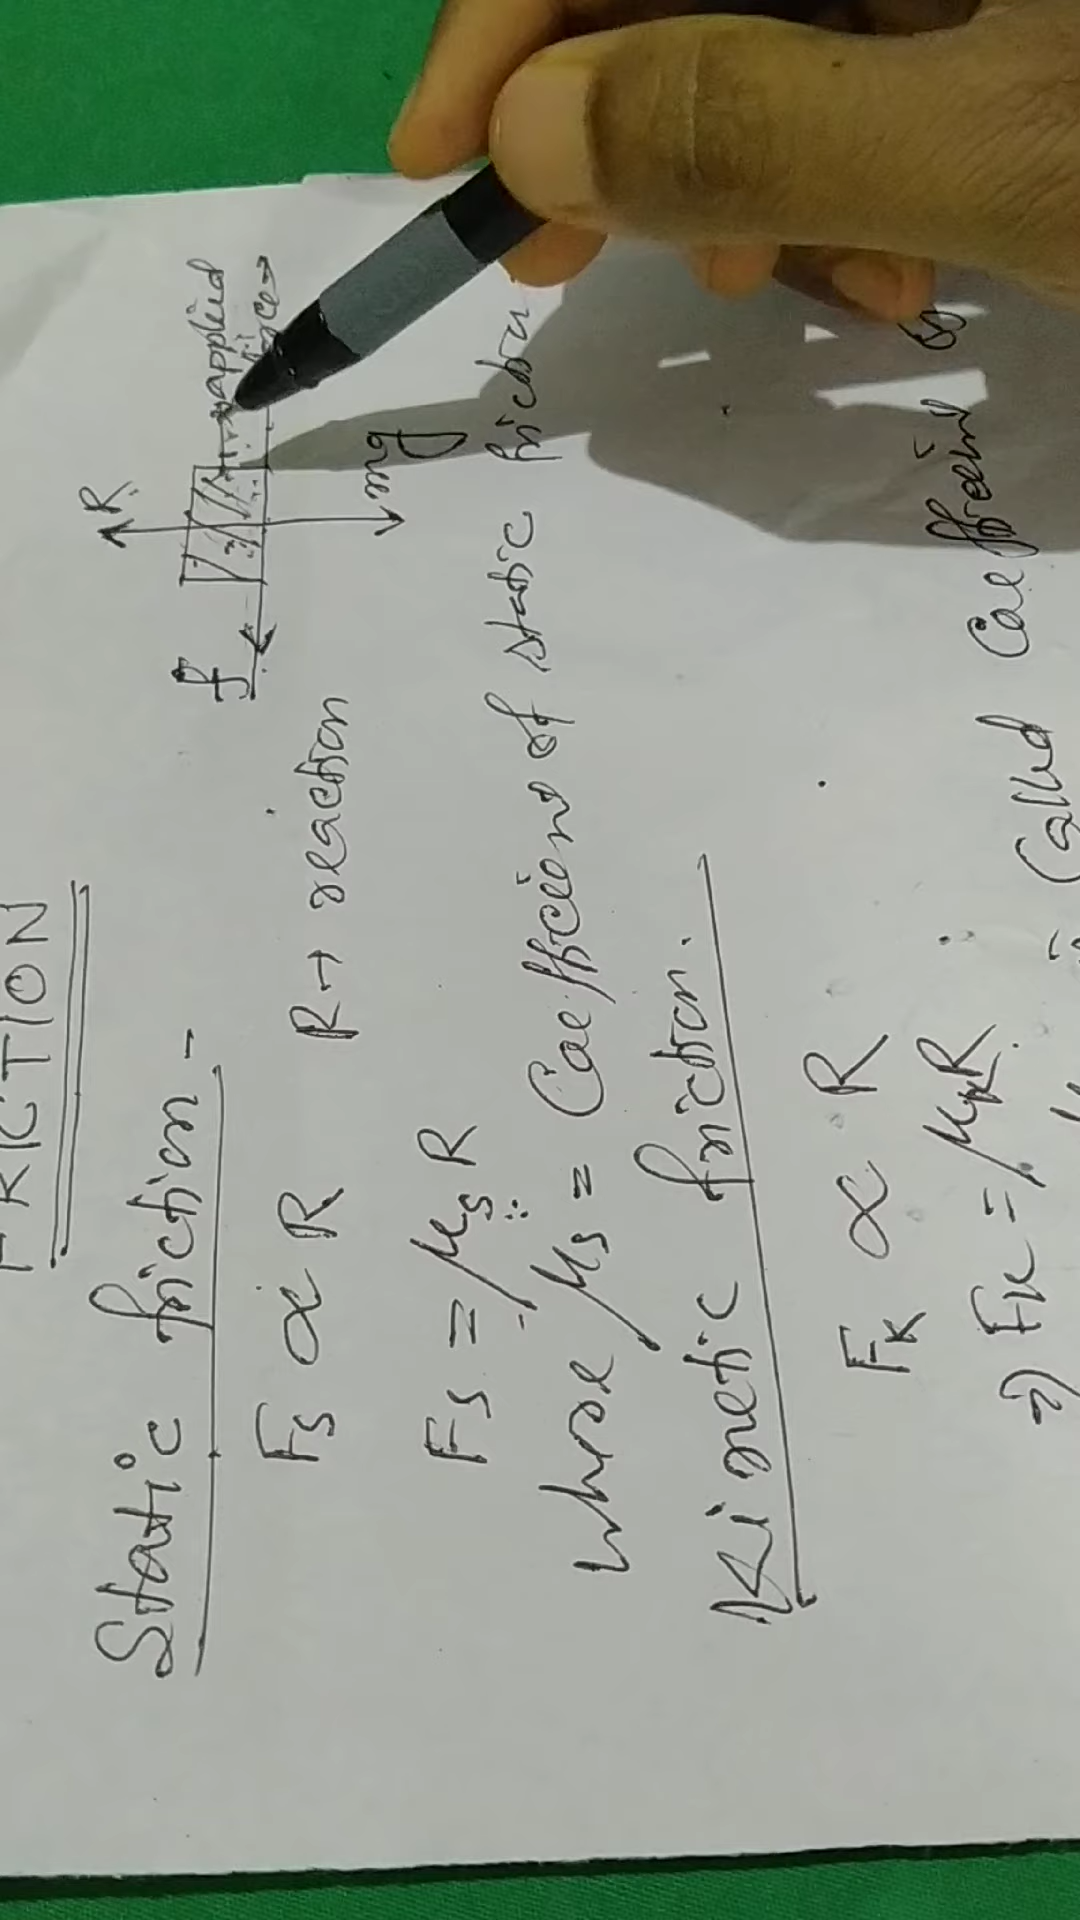 FRICTION
Static friction -
R
applied
f
mg
Fs ∝ R R → reaction
Fs = μs R
where μs = Coefficient of static friction
Kinetic friction.
FK ∝ R
⇒) FK = μK R
is Called Coefficient